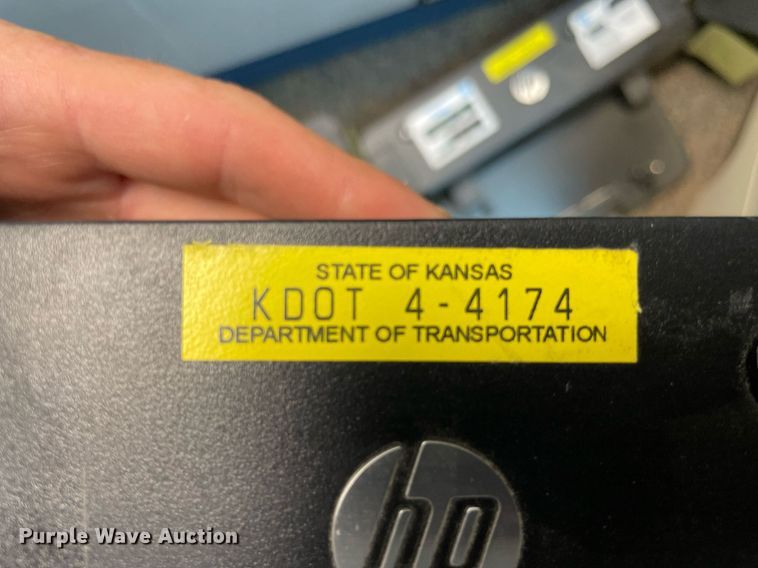 STATE OF KANSAS
KDOT 4-4174
DEPARTMENT OF TRANSPORTATION
hp
Purple Wave Auction